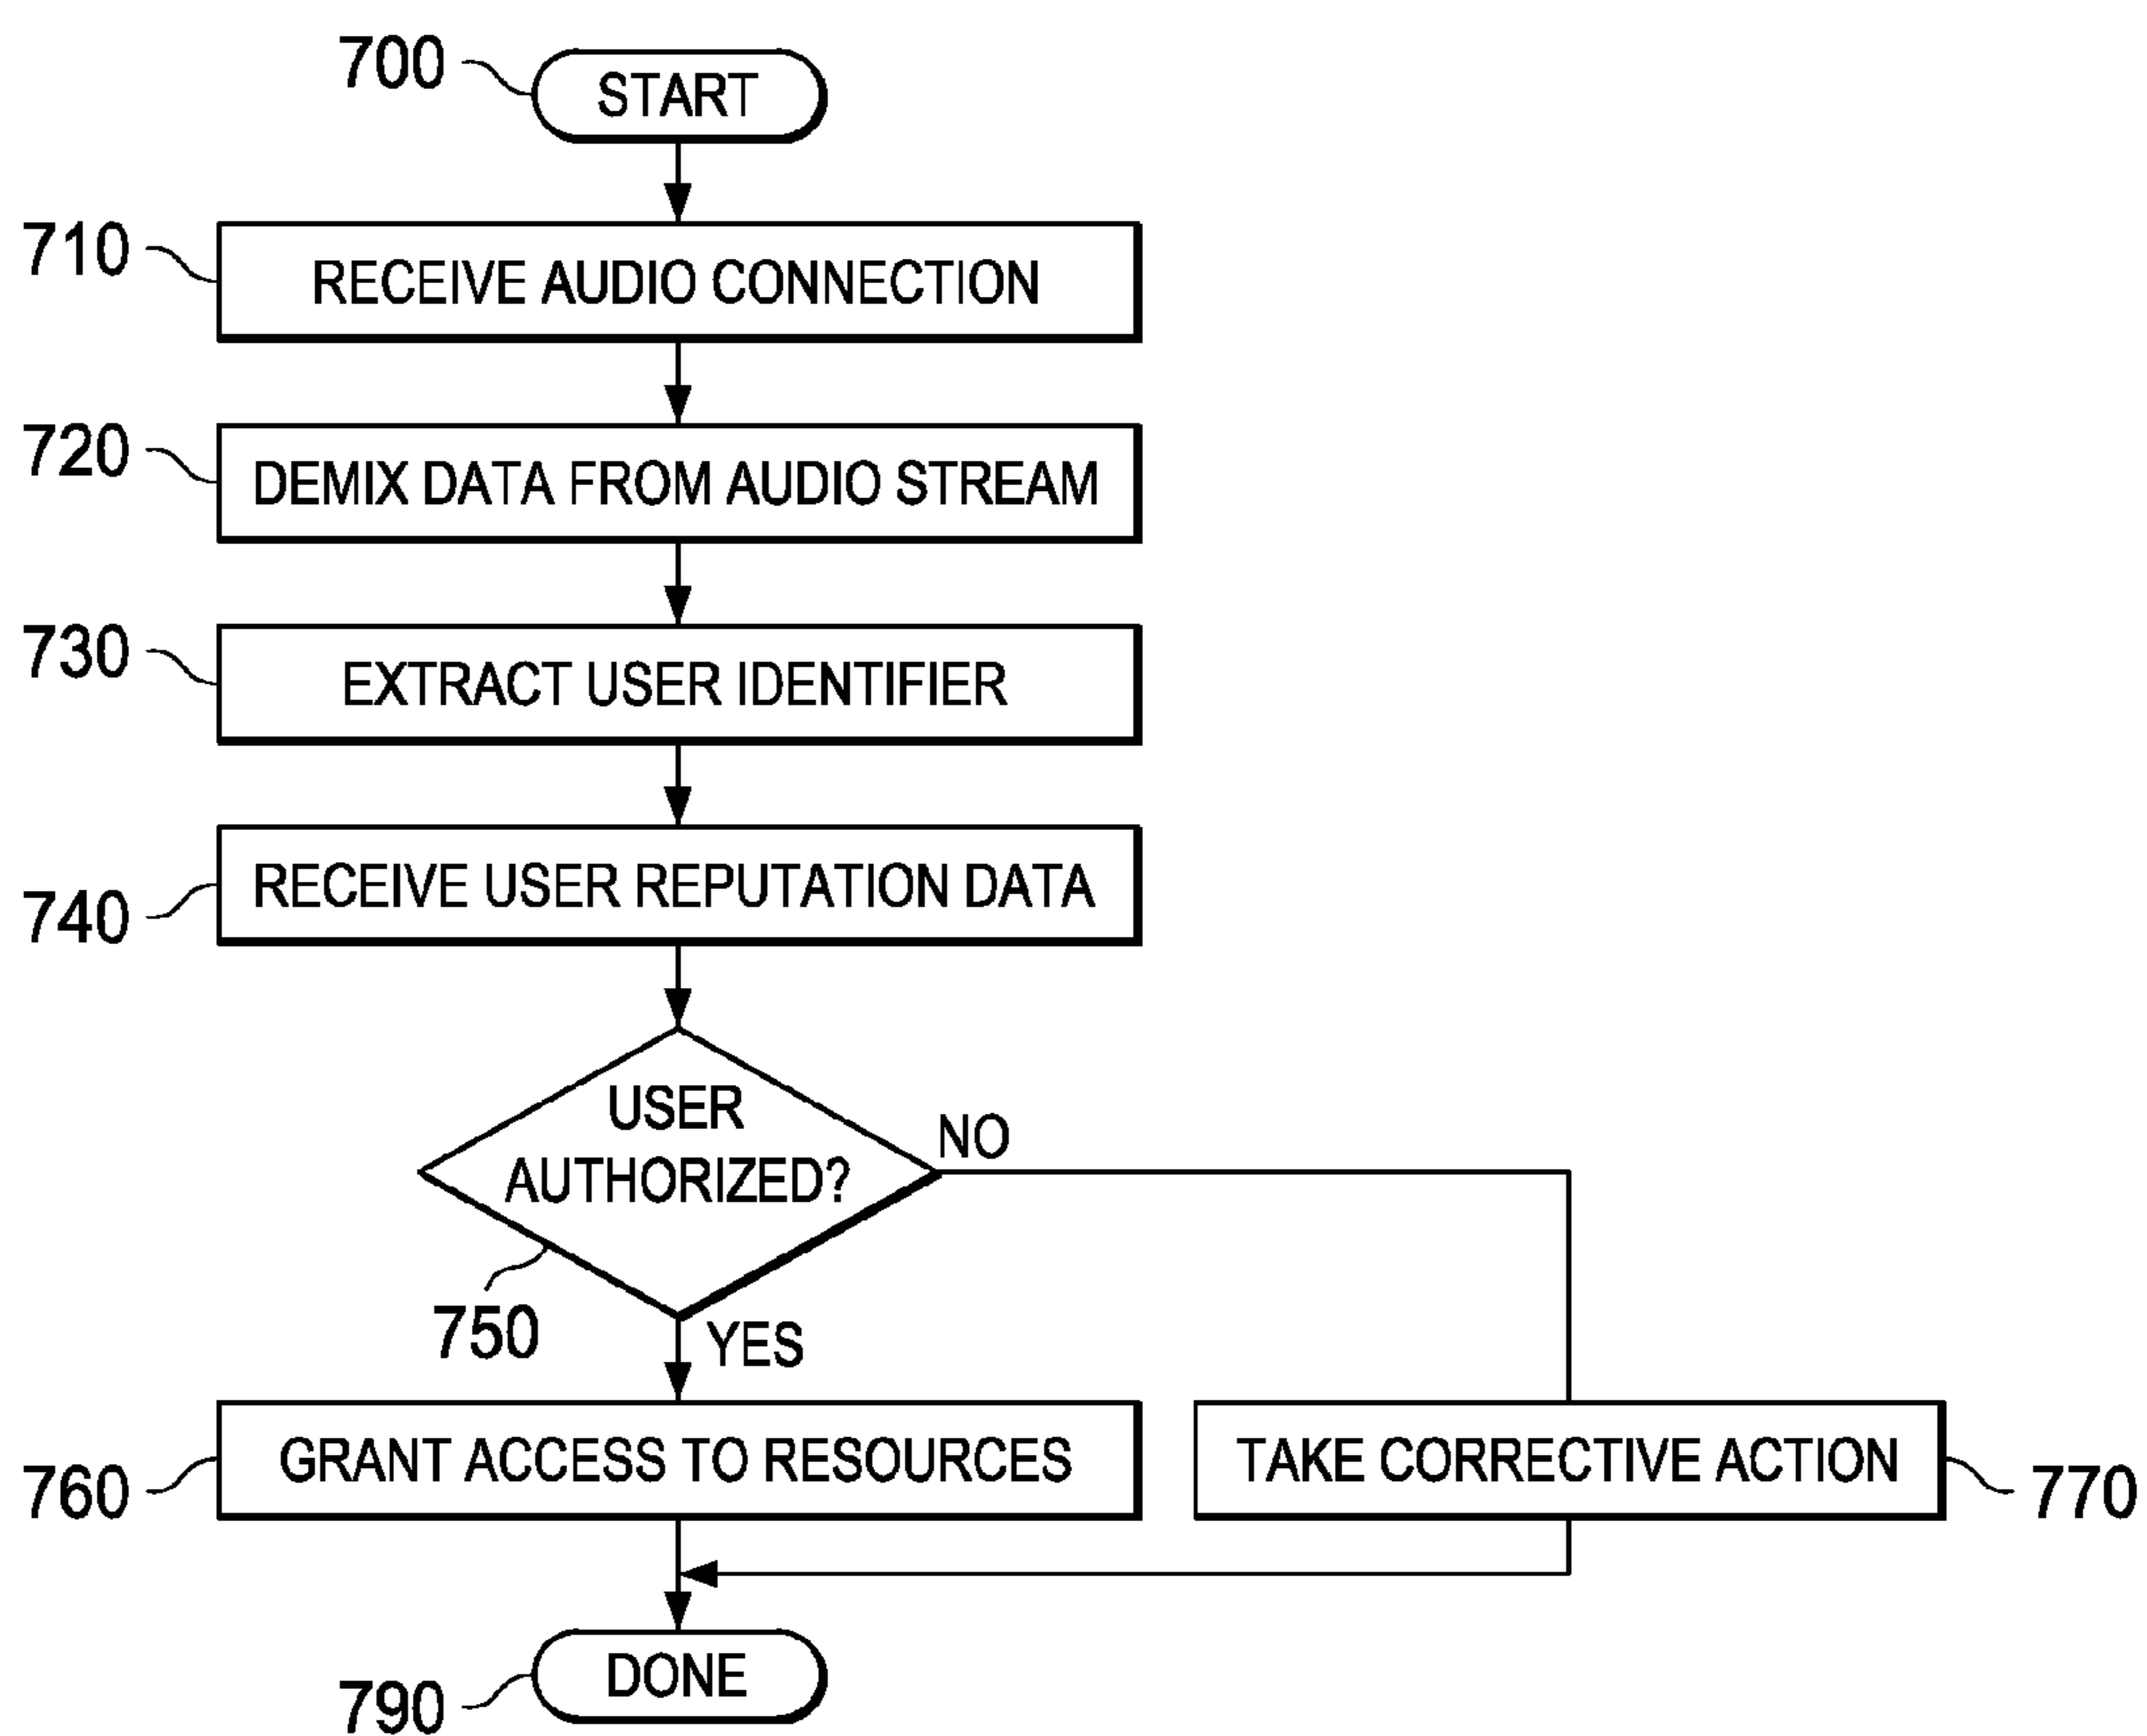 700
START
710
RECEIVE AUDIO CONNECTION
720
DEMIX DATA FROM AUDIO STREAM
730
EXTRACT USER IDENTIFIER
740
RECEIVE USER REPUTATION DATA
USER
AUTHORIZED?
NO
750
YES
760
GRANT ACCESS TO RESOURCES
TAKE CORRECTIVE ACTION
770
790
DONE